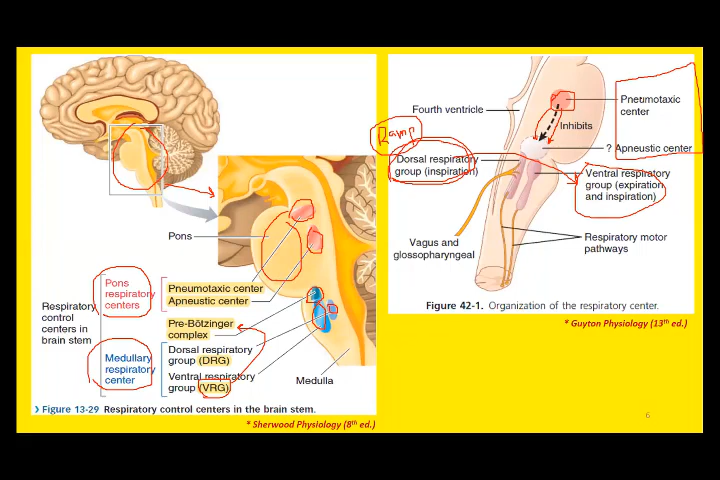 Pons
Respiratory
control
centers in
brain stem
Pons
respiratory
centers
Pneumotaxic center
Apneustic center
Pre-Bötzinger
complex
Medullary
respiratory
center
Dorsal respiratory
group (DRG)
Ventral respiratory
group (VRG)
Medulla
❯ Figure 13-29 Respiratory control centers in the brain stem.
* Sherwood Physiology (8th ed.)
Fourth ventricle
Ramp
Dorsal respiratory
group (inspiration)
Vagus and
glossopharyngeal
Inhibits
Pneumotaxic
center
? Apneustic center
Ventral respiratory
group (expiration
and inspiration)
Respiratory motor
pathways
Figure 42-1. Organization of the respiratory center.
* Guyton Physiology (13th ed.)
6